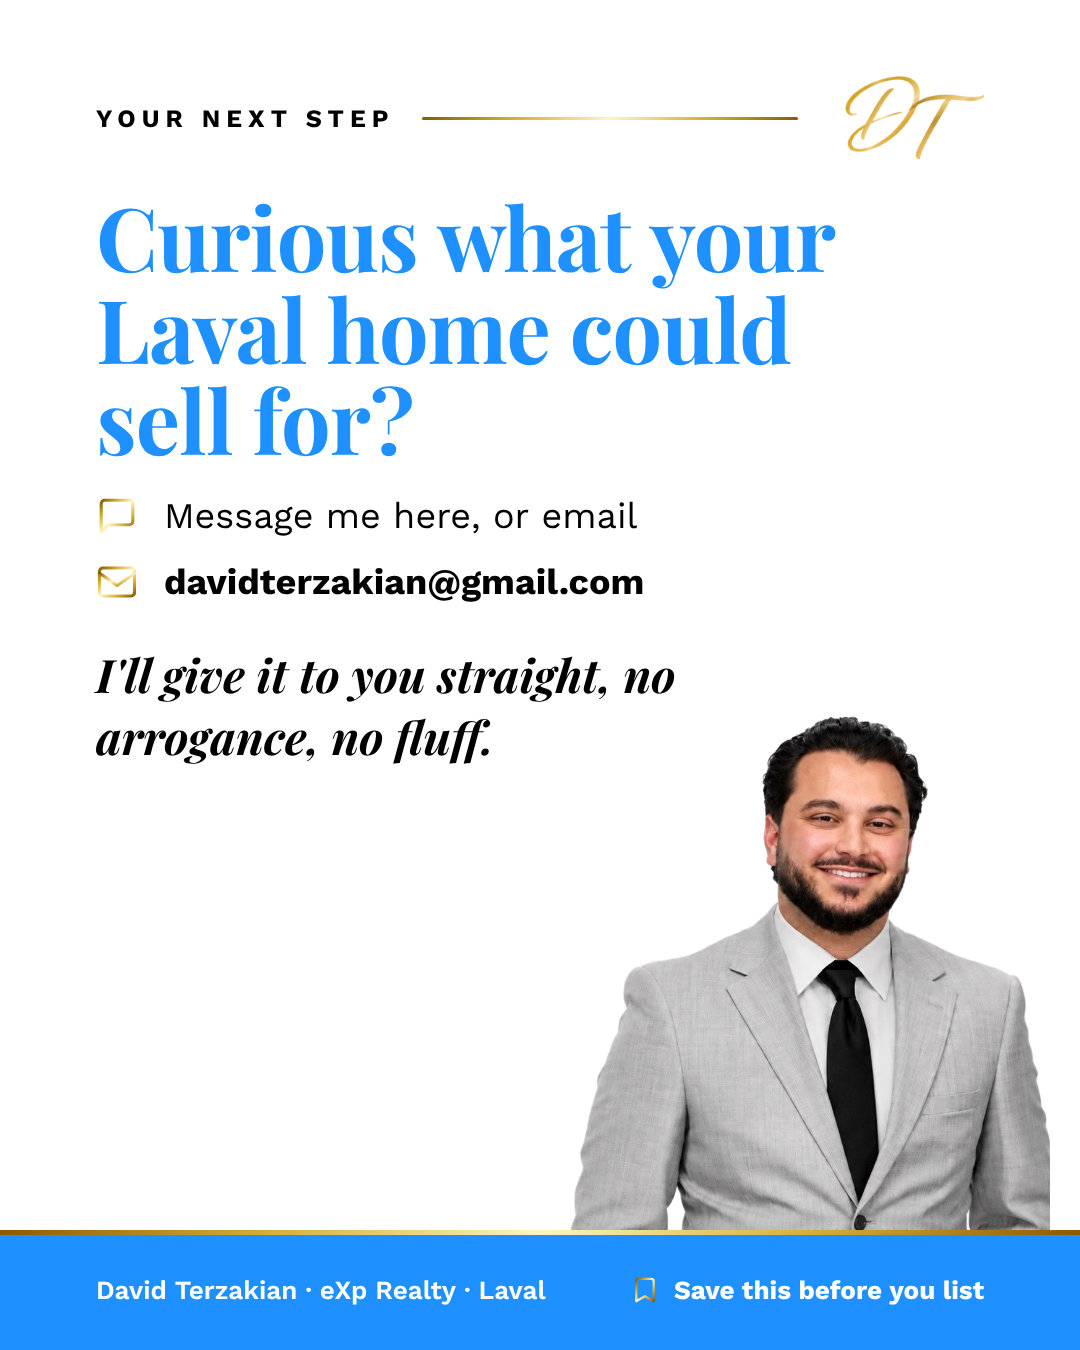 YOUR NEXT STEP
DT
Curious what your
Laval home could
sell for?
Message me here, or email
davidterzakian@gmail.com
I'll give it to you straight, no
arrogance, no fluff.
David Terzakian · eXp Realty · Laval
Save this before you list